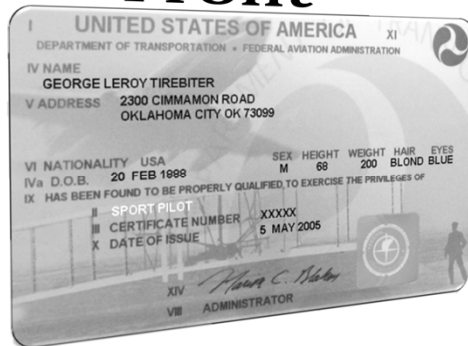 Front
I UNITED STATES OF AMERICA XI
DEPARTMENT OF TRANSPORTATION • FEDERAL AVIATION ADMINISTRATION
IV NAME
GEORGE LEROY TIREBITER
V ADDRESS 2300 CIMMAMON ROAD
OKLAHOMA CITY OK 73099
VI NATIONALITY USA SEX HEIGHT WEIGHT HAIR EYES
IVa D.O.B. 20 FEB 1998 M 68 200 BLOND BLUE
IX HAS BEEN FOUND TO BE PROPERLY QUALIFIED TO EXERCISE THE PRIVILEGES OF
II SPORT PILOT
III CERTIFICATE NUMBER XXXXX
X DATE OF ISSUE 5 MAY 2005
XIV
VIII ADMINISTRATOR